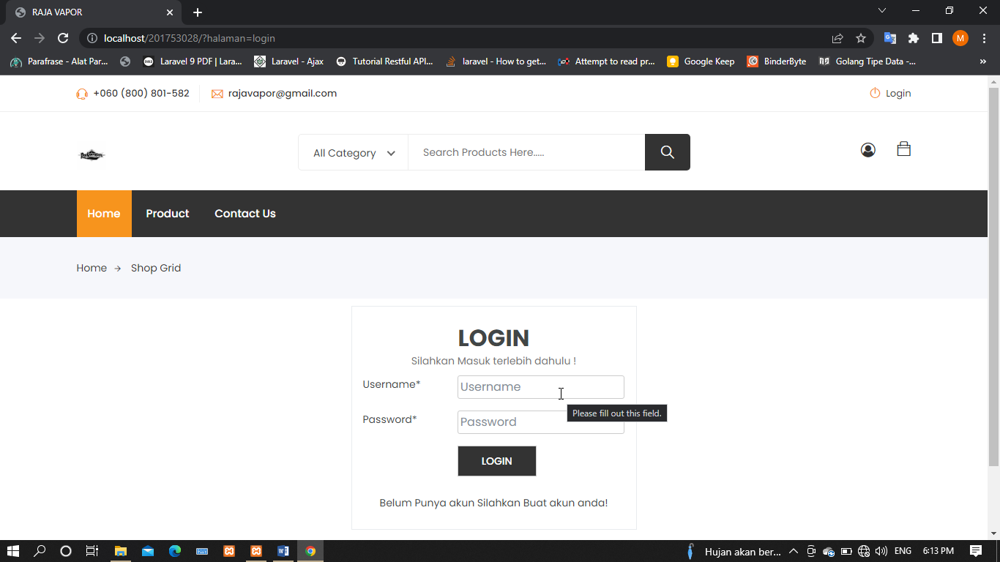 RAJA VAPOR
localhost/201753028/?halaman=login
M
Parafrase - Alat Par...
Laravel 9 PDF | Lara...
Laravel - Ajax
Tutorial Restful API...
laravel - How to get...
Attempt to read pr...
Google Keep
BinderByte
Golang Tipe Data -...
»
+060 (800) 801-582
rajavapor@gmail.com
Login
All Category
Search Products Here.....
Home
Product
Contact Us
Home → Shop Grid
LOGIN
Silahkan Masuk terlebih dahulu !
Username*
Username
Please fill out this field.
Password*
Password
LOGIN
Belum Punya akun Silahkan Buat akun anda!
Hujan akan ber...
ENG
6:13 PM